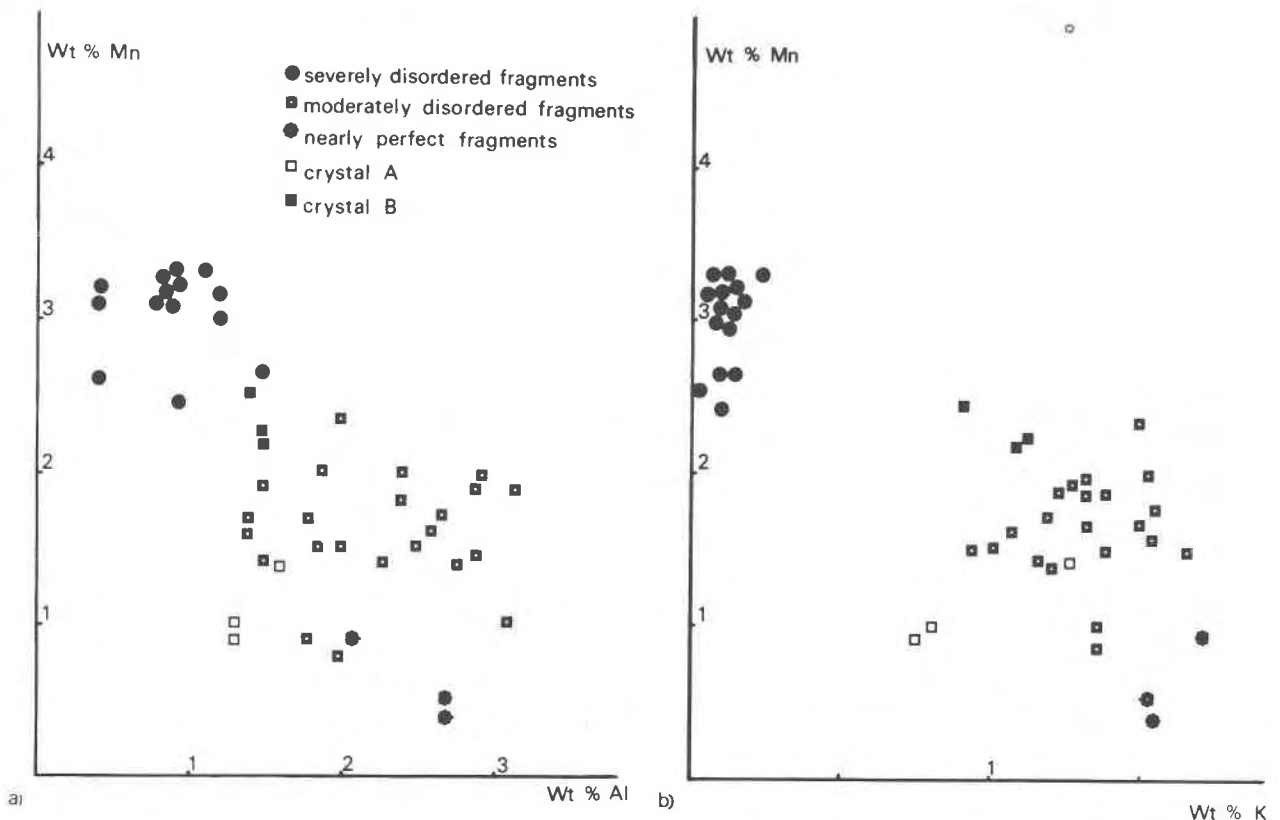 Wt % Mn
severely disordered fragments
moderately disordered fragments
nearly perfect fragments
crystal A
crystal B
4
3
2
1
1 2 3
Wt % Al
a)
Wt % Mn
4
3
2
1
1
Wt % K
b)